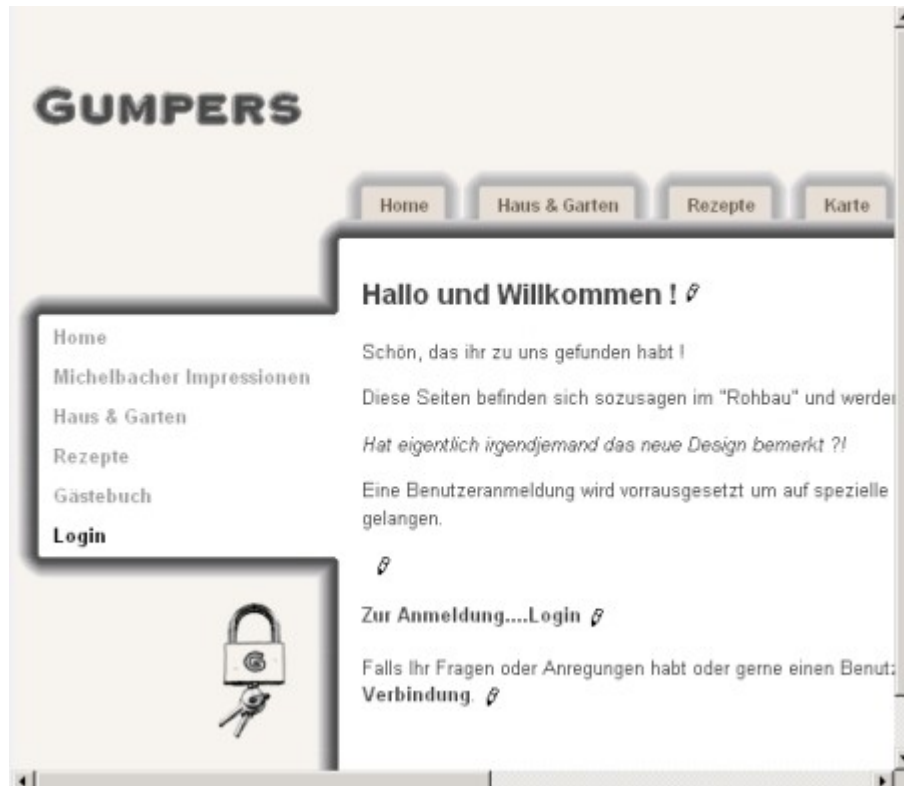 GUMPERS
Home Haus & Garten Rezepte Karte
Home
Michelbacher Impressionen
Haus & Garten
Rezepte
Gästebuch
Login
G
Hallo und Willkommen !
Schön, das ihr zu uns gefunden habt !
Diese Seiten befinden sich sozusagen im "Rohbau" und werden
Hat eigentlich irgendjemand das neue Design bemerkt ?!
Eine Benutzeranmeldung wird vorrausgesetzt um auf spezielle
gelangen.
Zur Anmeldung....Login
Falls Ihr Fragen oder Anregungen habt oder gerne einen Benutz
Verbindung.